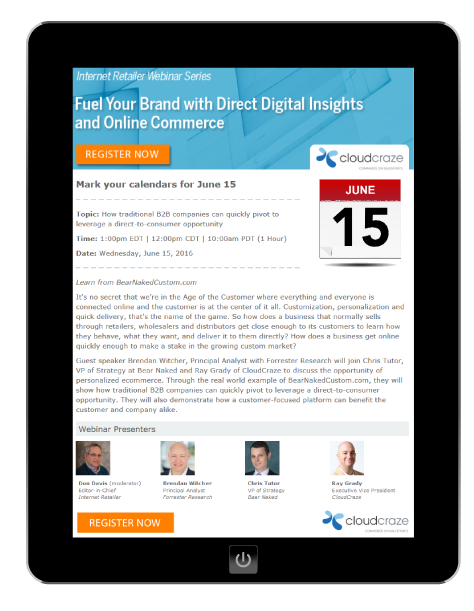 Internet Retailer Webinar Series
Fuel Your Brand with Direct Digital Insights
and Online Commerce
REGISTER NOW
cloudcraze
Mark your calendars for June 15
JUNE
15
Topic: How traditional B2B companies can quickly pivot to
leverage a direct-to-consumer opportunity
Time: 1:00pm EDT | 12:00pm CDT | 10:00am PDT (1 Hour)
Date: Wednesday, June 15, 2016
Learn from BearNakedCustom.com
It's no secret that we're in the Age of the Customer where everything and everyone is
connected online and the customer is at the center of it all. Customization, personalization and
quick delivery, that's the name of the game. So how does a business that normally sells
through retailers, wholesalers and distributors get close enough to its customers to learn how
they behave, what they want, and deliver it to them directly? How does a business get online
quickly enough to make a stake in the growing custom market?
Guest speaker Brendan Witcher, Principal Analyst with Forrester Research will join Chris Tutor,
VP of Strategy at Bear Naked and Ray Grady of CloudCraze to discuss the opportunity of
personalized ecommerce. Through the real world example of BearNakedCustom.com, they will
show how traditional B2B companies can quickly pivot to leverage a direct-to-consumer
opportunity. They will also demonstrate how a customer-focused platform can benefit the
customer and company alike.
Webinar Presenters
Don Davis (moderator)
Editor-in-Chief
Internet Retailer
Brendan Witcher
Principal Analyst
Forrester Research
Chris Tutor
VP of Strategy
Bear Naked
Ray Grady
Executive Vice President
CloudCraze
REGISTER NOW
cloudcraze